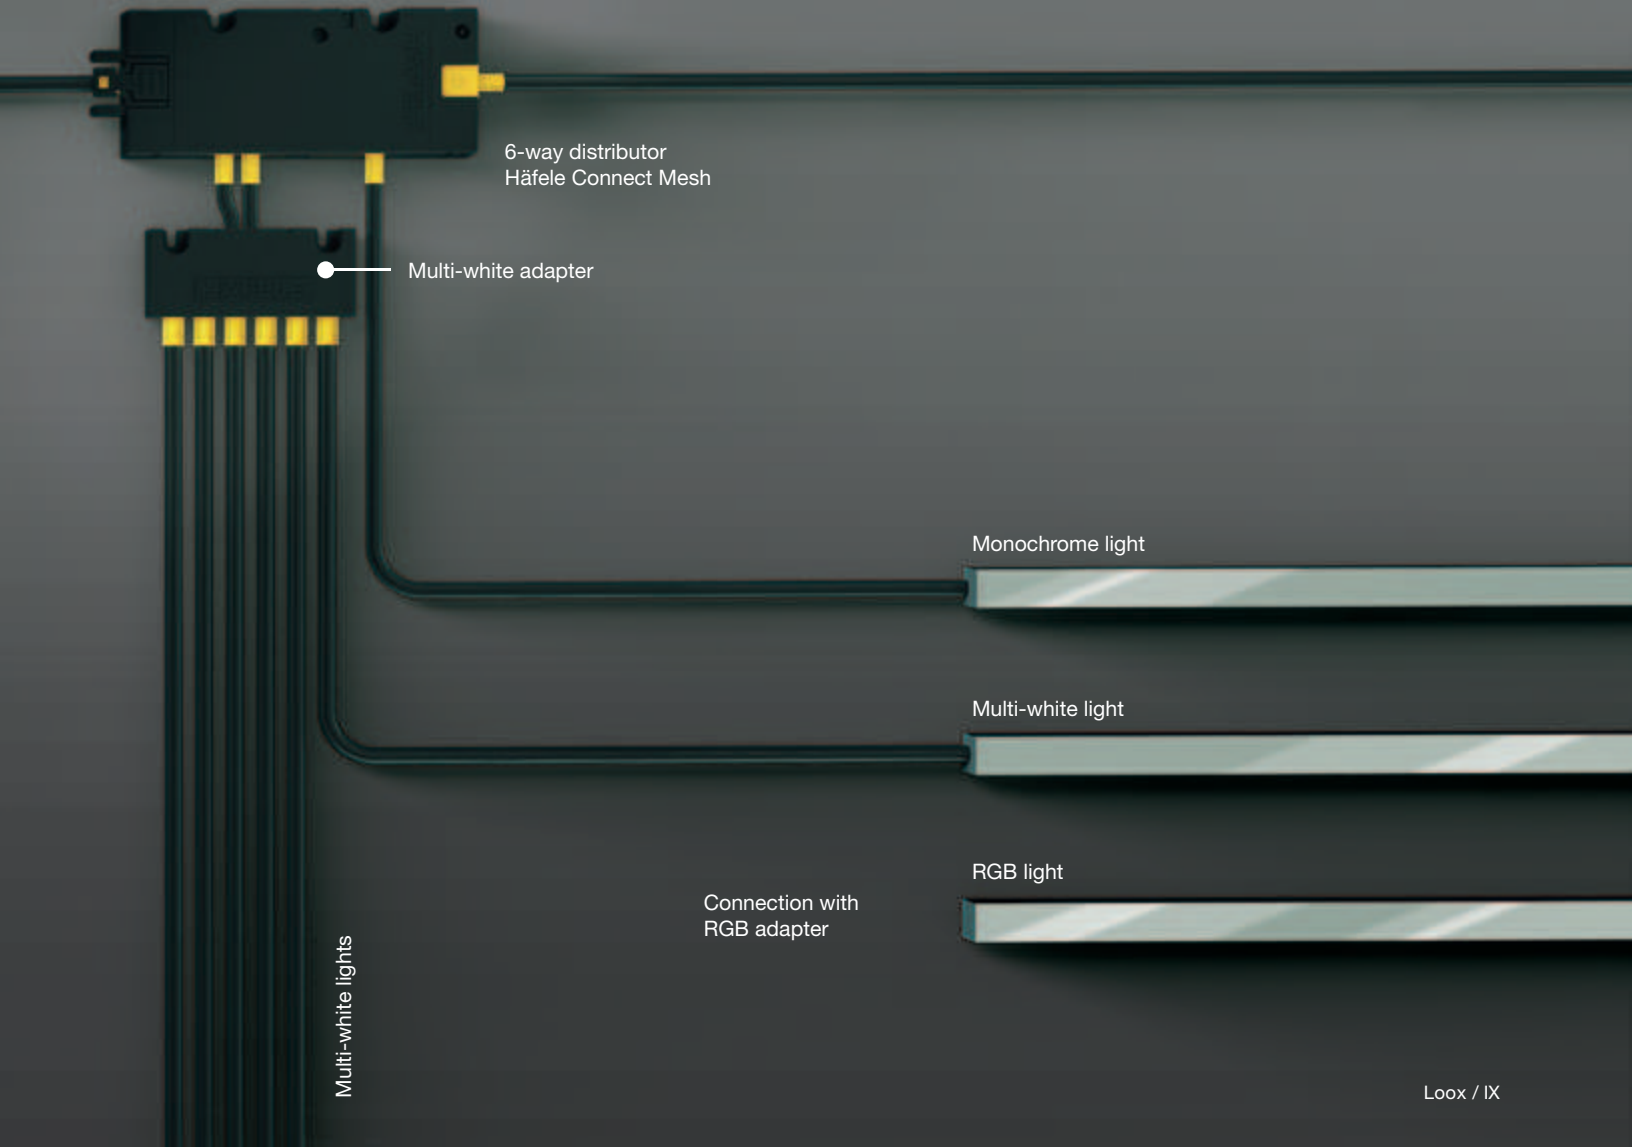 6-way distributor
Häfele Connect Mesh
Multi-white adapter
Monochrome light
Multi-white light
RGB light
Connection with
RGB adapter
Multi-white lights
Loox / IX